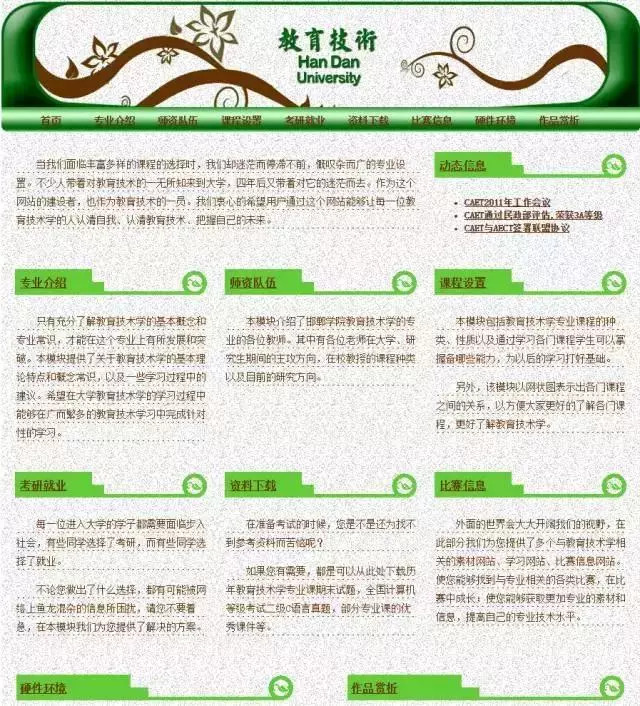 教育技術
Han Dan
University
首页 专业介绍 师资队伍 课程设置 考研就业 资料下载 比赛信息 硬件环境 作品赏析
当我们面临丰富多样的课程的选择时，我们却迷茫而停滞不前，慨叹杂而广的专业设
置。不少人带着对教育技术的一无所知来到大学，四年后又带着对它的迷茫而去。作为这个
网站的建设者，也作为教育技术的一员。我们衷心的希望用户通过这个网站能够让每一位教
育技术学的人认清自我、认清教育技术、把握自己的未来。
动态信息
CAET2011年工作会议
CAET通过民政部评估,荣获3A等级
CAET与AECT签署联盟协议
专业介绍
只有充分了解教育技术学的基本概念和
专业常识，才能在这个专业上有所发展和突
破。本模块提供了关于教育技术学的基本理
论特点和概念常识，以及一些学习过程中的
建议。希望在大学教育技术学的学习过程中
能够在广而繁多的教育技术学习中完成针对
性的学习。
师资队伍
本模块介绍了邯郸学院教育技术学的专
业的各位教师。其中有各位老师在大学、研
究生期间的主攻方向，在校教授的课程种类
以及目前的研究方向。
课程设置
本模块包括教育技术学专业课程的种
类、性质以及通过学习各门课程学生可以掌
握备哪些能力，为以后的学习打好基础。
另外，该模块以网状图表示出各门课程
之间的关系，以方便大家更好的了解各门课
程，更好了解教育技术学。
考研就业
每一位进入大学的学子都需要面临步入
社会，有些同学选择了考研，而有些同学选
择了就业。
不论您做出了什么选择，都有可能被网
络上鱼龙混杂的信息所困扰，请您不要着
急，在本模块我们为您提供了解决的方案。
资料下载
在准备考试的时候，您是不是还为找不
到参考资料而苦恼呢？
如果您有需要，都是可以从此处下载历
年教育技术学专业课期末试题，全国计算机
等级考试二级C语言真题，部分专业课的优
秀课件等。
比赛信息
外面的世界会大大开阔我们的视野，在
此部分我们为您提供了多个与教育技术学相
关的素材网站、学习网站、比赛信息网站。
使您能够找到与专业相关的各类比赛，在比
赛中成长；使您能够获取更加专业的素材和
信息，提高自己的专业技术水平。
硬件环境
作品赏析